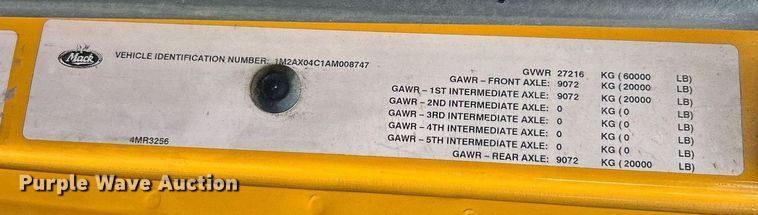 Mack
VEHICLE IDENTIFICATION NUMBER: 1M2AX04C1AM008747
GVWR 27216 KG ( 60000 LB)
GAWR – FRONT AXLE: 9072 KG ( 20000 LB)
GAWR – 1ST INTERMEDIATE AXLE: 9072 KG ( 20000 LB)
GAWR – 2ND INTERMEDIATE AXLE: 0 KG ( 0 LB)
GAWR – 3RD INTERMEDIATE AXLE: 0 KG ( 0 LB)
GAWR – 4TH INTERMEDIATE AXLE: 0 KG ( 0 LB)
GAWR – 5TH INTERMEDIATE AXLE: 0 KG ( 0 LB)
GAWR – REAR AXLE: 9072 KG ( 20000 LB)
4MR3256
Purple Wave Auction